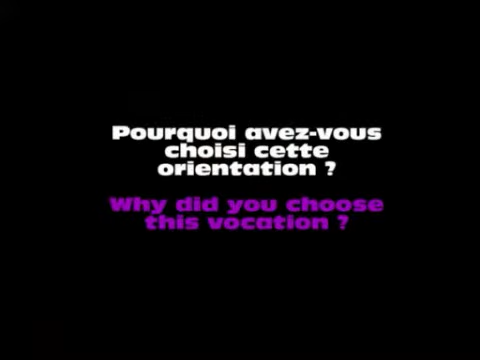 Pourquoi avez-vous
choisi cette
orientation ?
Why did you choose
this vocation ?